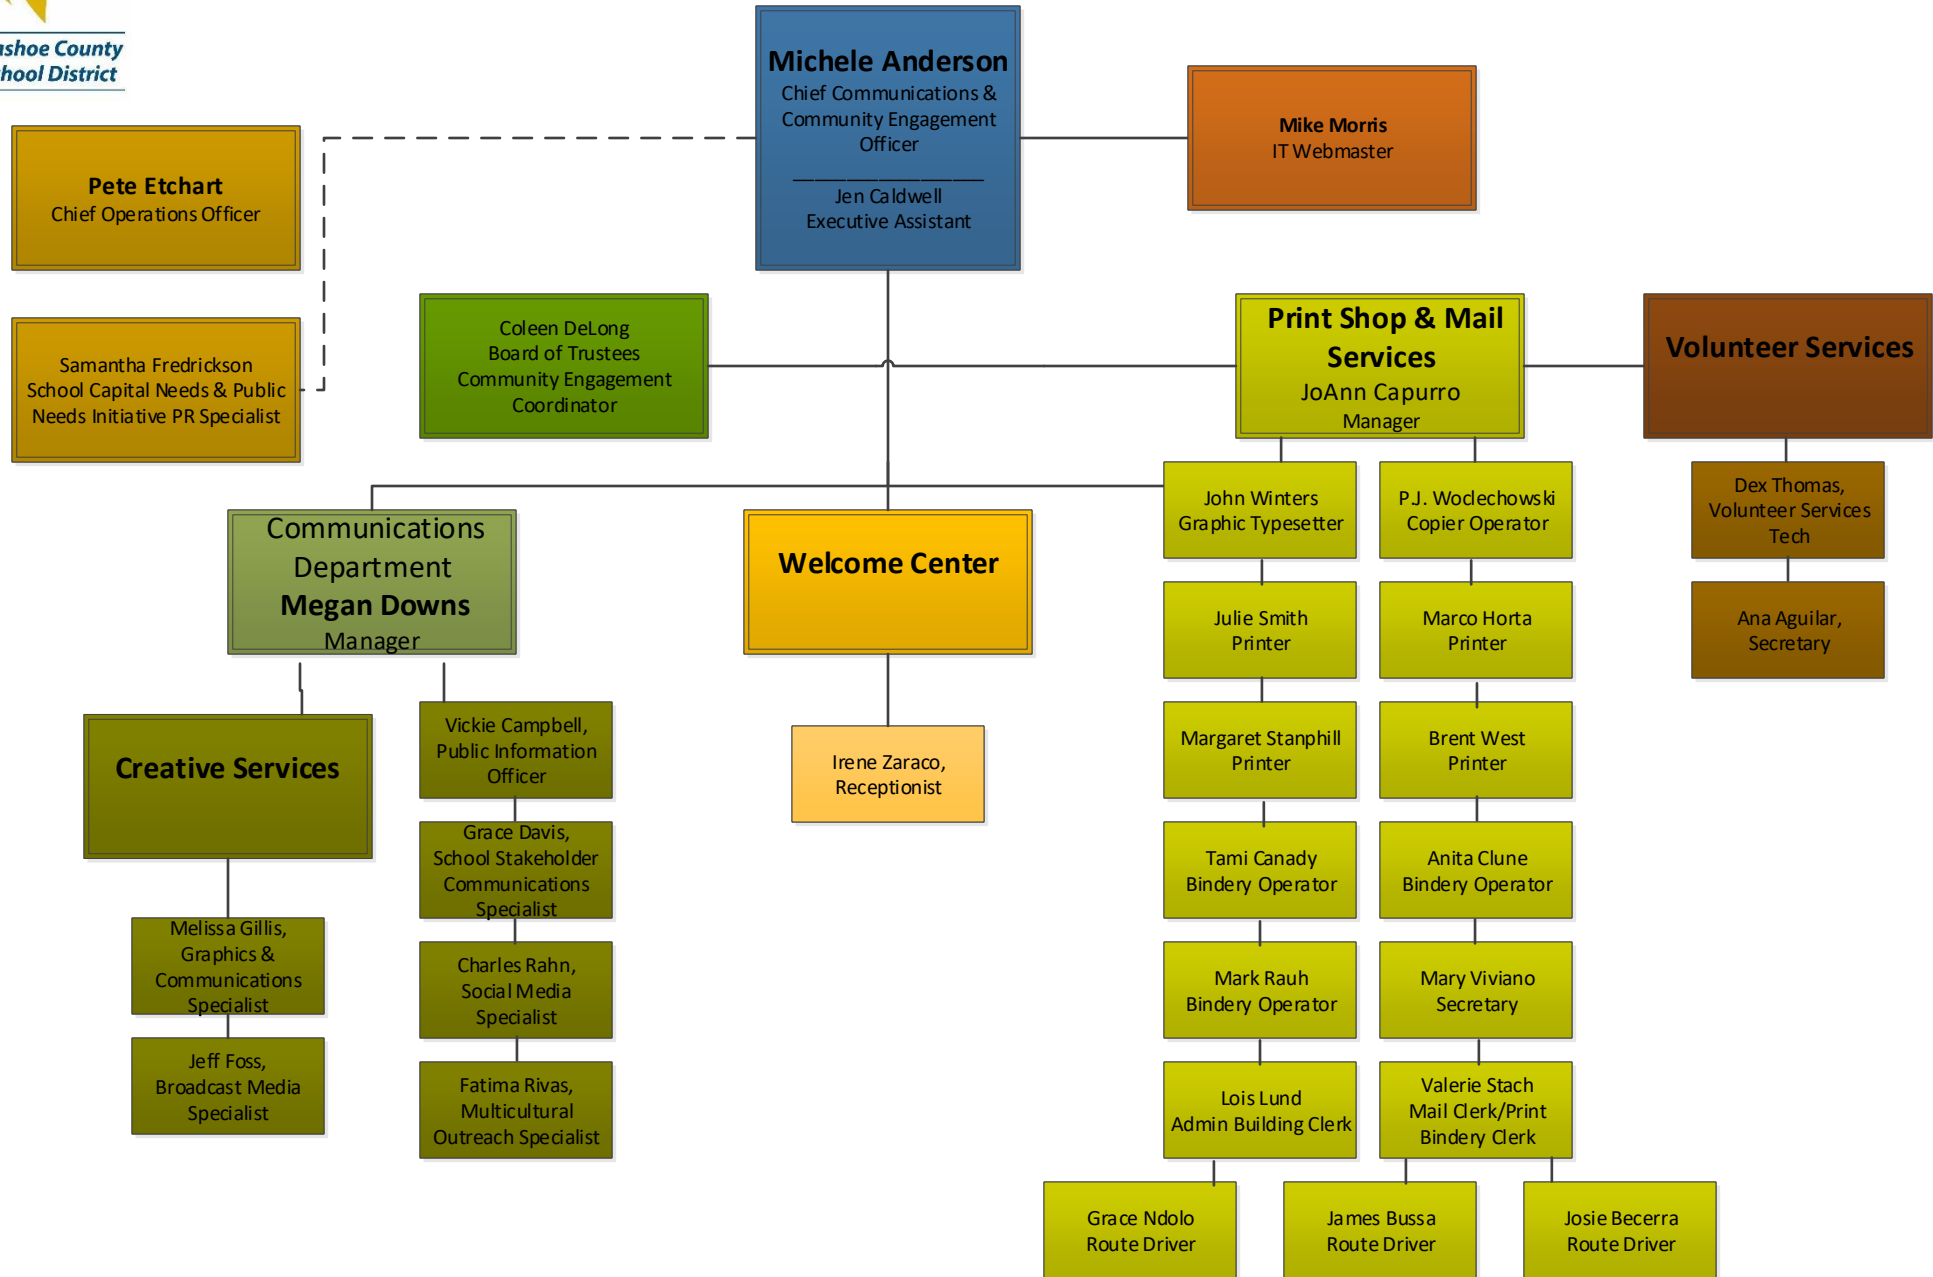 ashoe County
hool District
Michele Anderson
Chief Communications &
Community Engagement
Officer
Jen Caldwell
Executive Assistant
Mike Morris
IT Webmaster
Pete Etchart
Chief Operations Officer
Samantha Fredrickson
School Capital Needs & Public
Needs Initiative PR Specialist
Coleen DeLong
Board of Trustees
Community Engagement
Coordinator
Print Shop & Mail
Services
JoAnn Capurro
Manager
Volunteer Services
Communications
Department
Megan Downs
Manager
Welcome Center
John Winters
Graphic Typesetter
P.J. Woclechowski
Copier Operator
Dex Thomas,
Volunteer Services
Tech
Julie Smith
Printer
Marco Horta
Printer
Ana Aguilar,
Secretary
Creative Services
Vickie Campbell,
Public Information
Officer
Irene Zaraco,
Receptionist
Margaret Stanphill
Printer
Brent West
Printer
Grace Davis,
School Stakeholder
Communications
Specialist
Tami Canady
Bindery Operator
Anita Clune
Bindery Operator
Melissa Gillis,
Graphics &
Communications
Specialist
Charles Rahn,
Social Media
Specialist
Mark Rauh
Bindery Operator
Mary Viviano
Secretary
Jeff Foss,
Broadcast Media
Specialist
Fatima Rivas,
Multicultural
Outreach Specialist
Lois Lund
Admin Building Clerk
Valerie Stach
Mail Clerk/Print
Bindery Clerk
Grace Ndolo
Route Driver
James Bussa
Route Driver
Josie Becerra
Route Driver